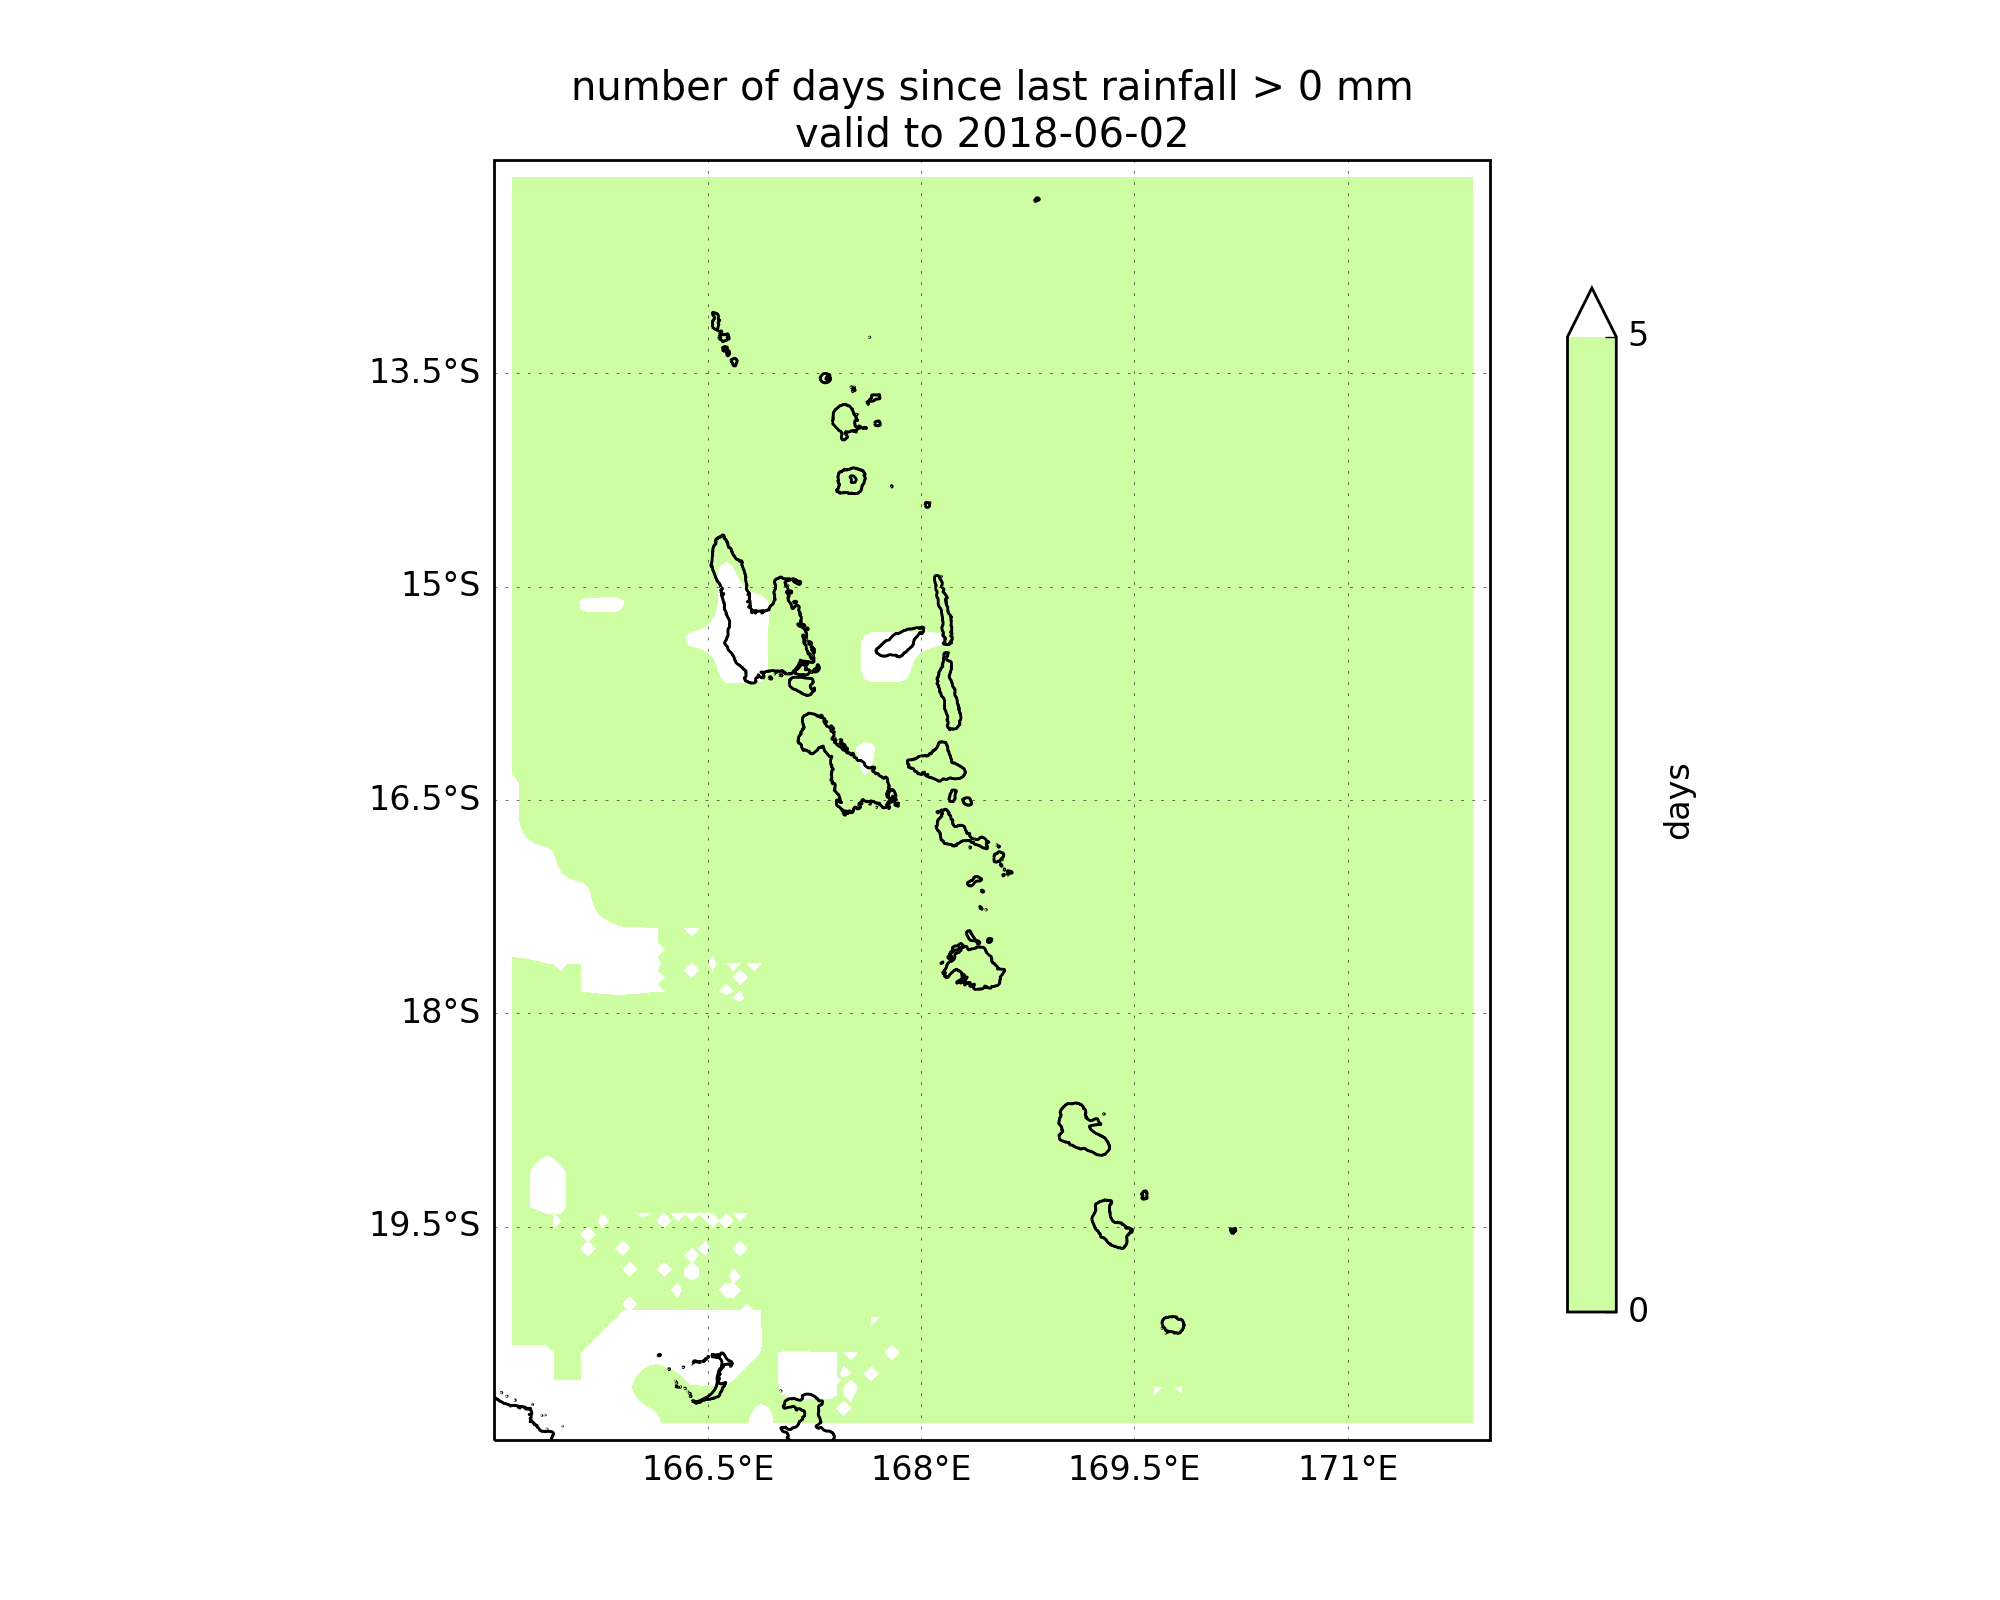 number of days since last rainfall > 0 mm
valid to 2018-06-02
13.5°S
15°S
16.5°S
18°S
19.5°S
166.5°E
168°E
169.5°E
171°E
5
0
days